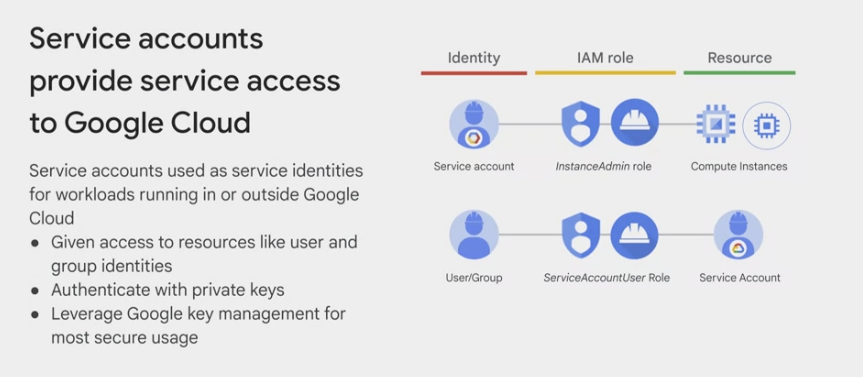 Service accounts
provide service access
to Google Cloud
Service accounts used as service identities
for workloads running in or outside Google
Cloud
● Given access to resources like user and
group identities
● Authenticate with private keys
● Leverage Google key management for
most secure usage
Identity
IAM role
Resource
Service account
InstanceAdmin role
Compute Instances
User/Group
ServiceAccountUser Role
Service Account